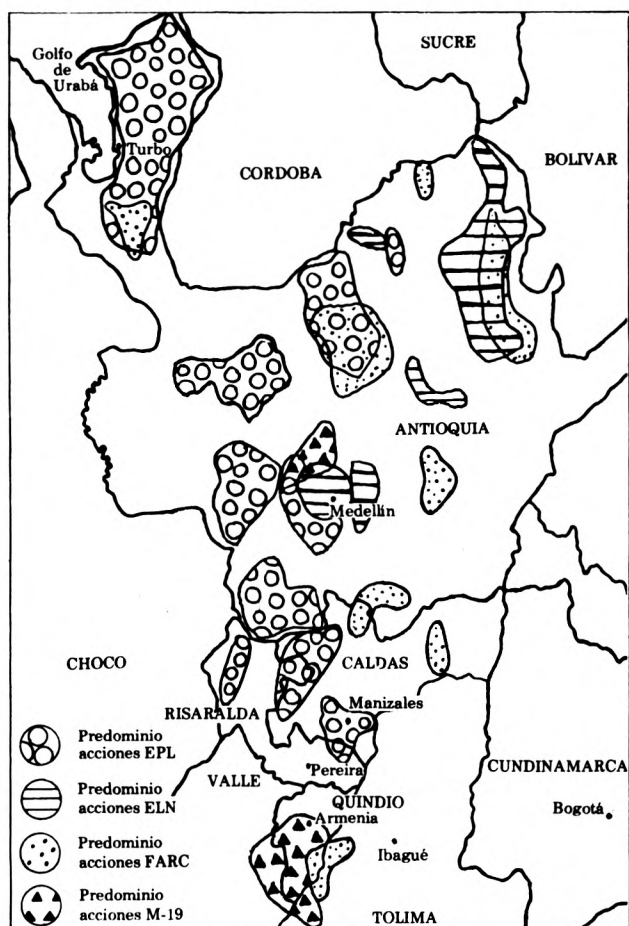 SUCRE
Golfo
de
Urabá
Turbo
CORDOBA
BOLIVAR
ANTIOQUIA
Medellín
CHOCO
CALDAS
RISARALDA
Manizales
Pereira
VALLE
CUNDINAMARCA
QUINDIO
Armenia
Bogotá
Ibagué
TOLIMA
Predominio
acciones EPL
Predominio
acciones ELN
Predominio
acciones FARC
Predominio
acciones M-19